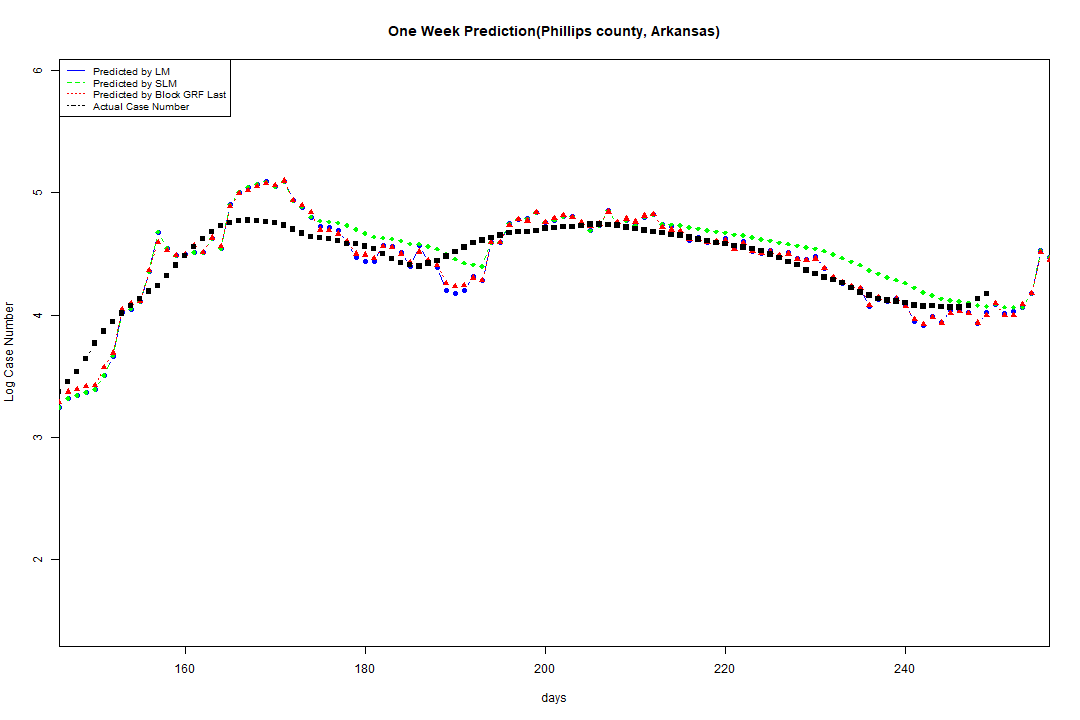 One Week Prediction(Phillips county, Arkansas)
Predicted by LM
Predicted by SLM
Predicted by Block GRF Last
Actual Case Number
6
5
4
3
2
Log Case Number
160 180 200 220 240
days